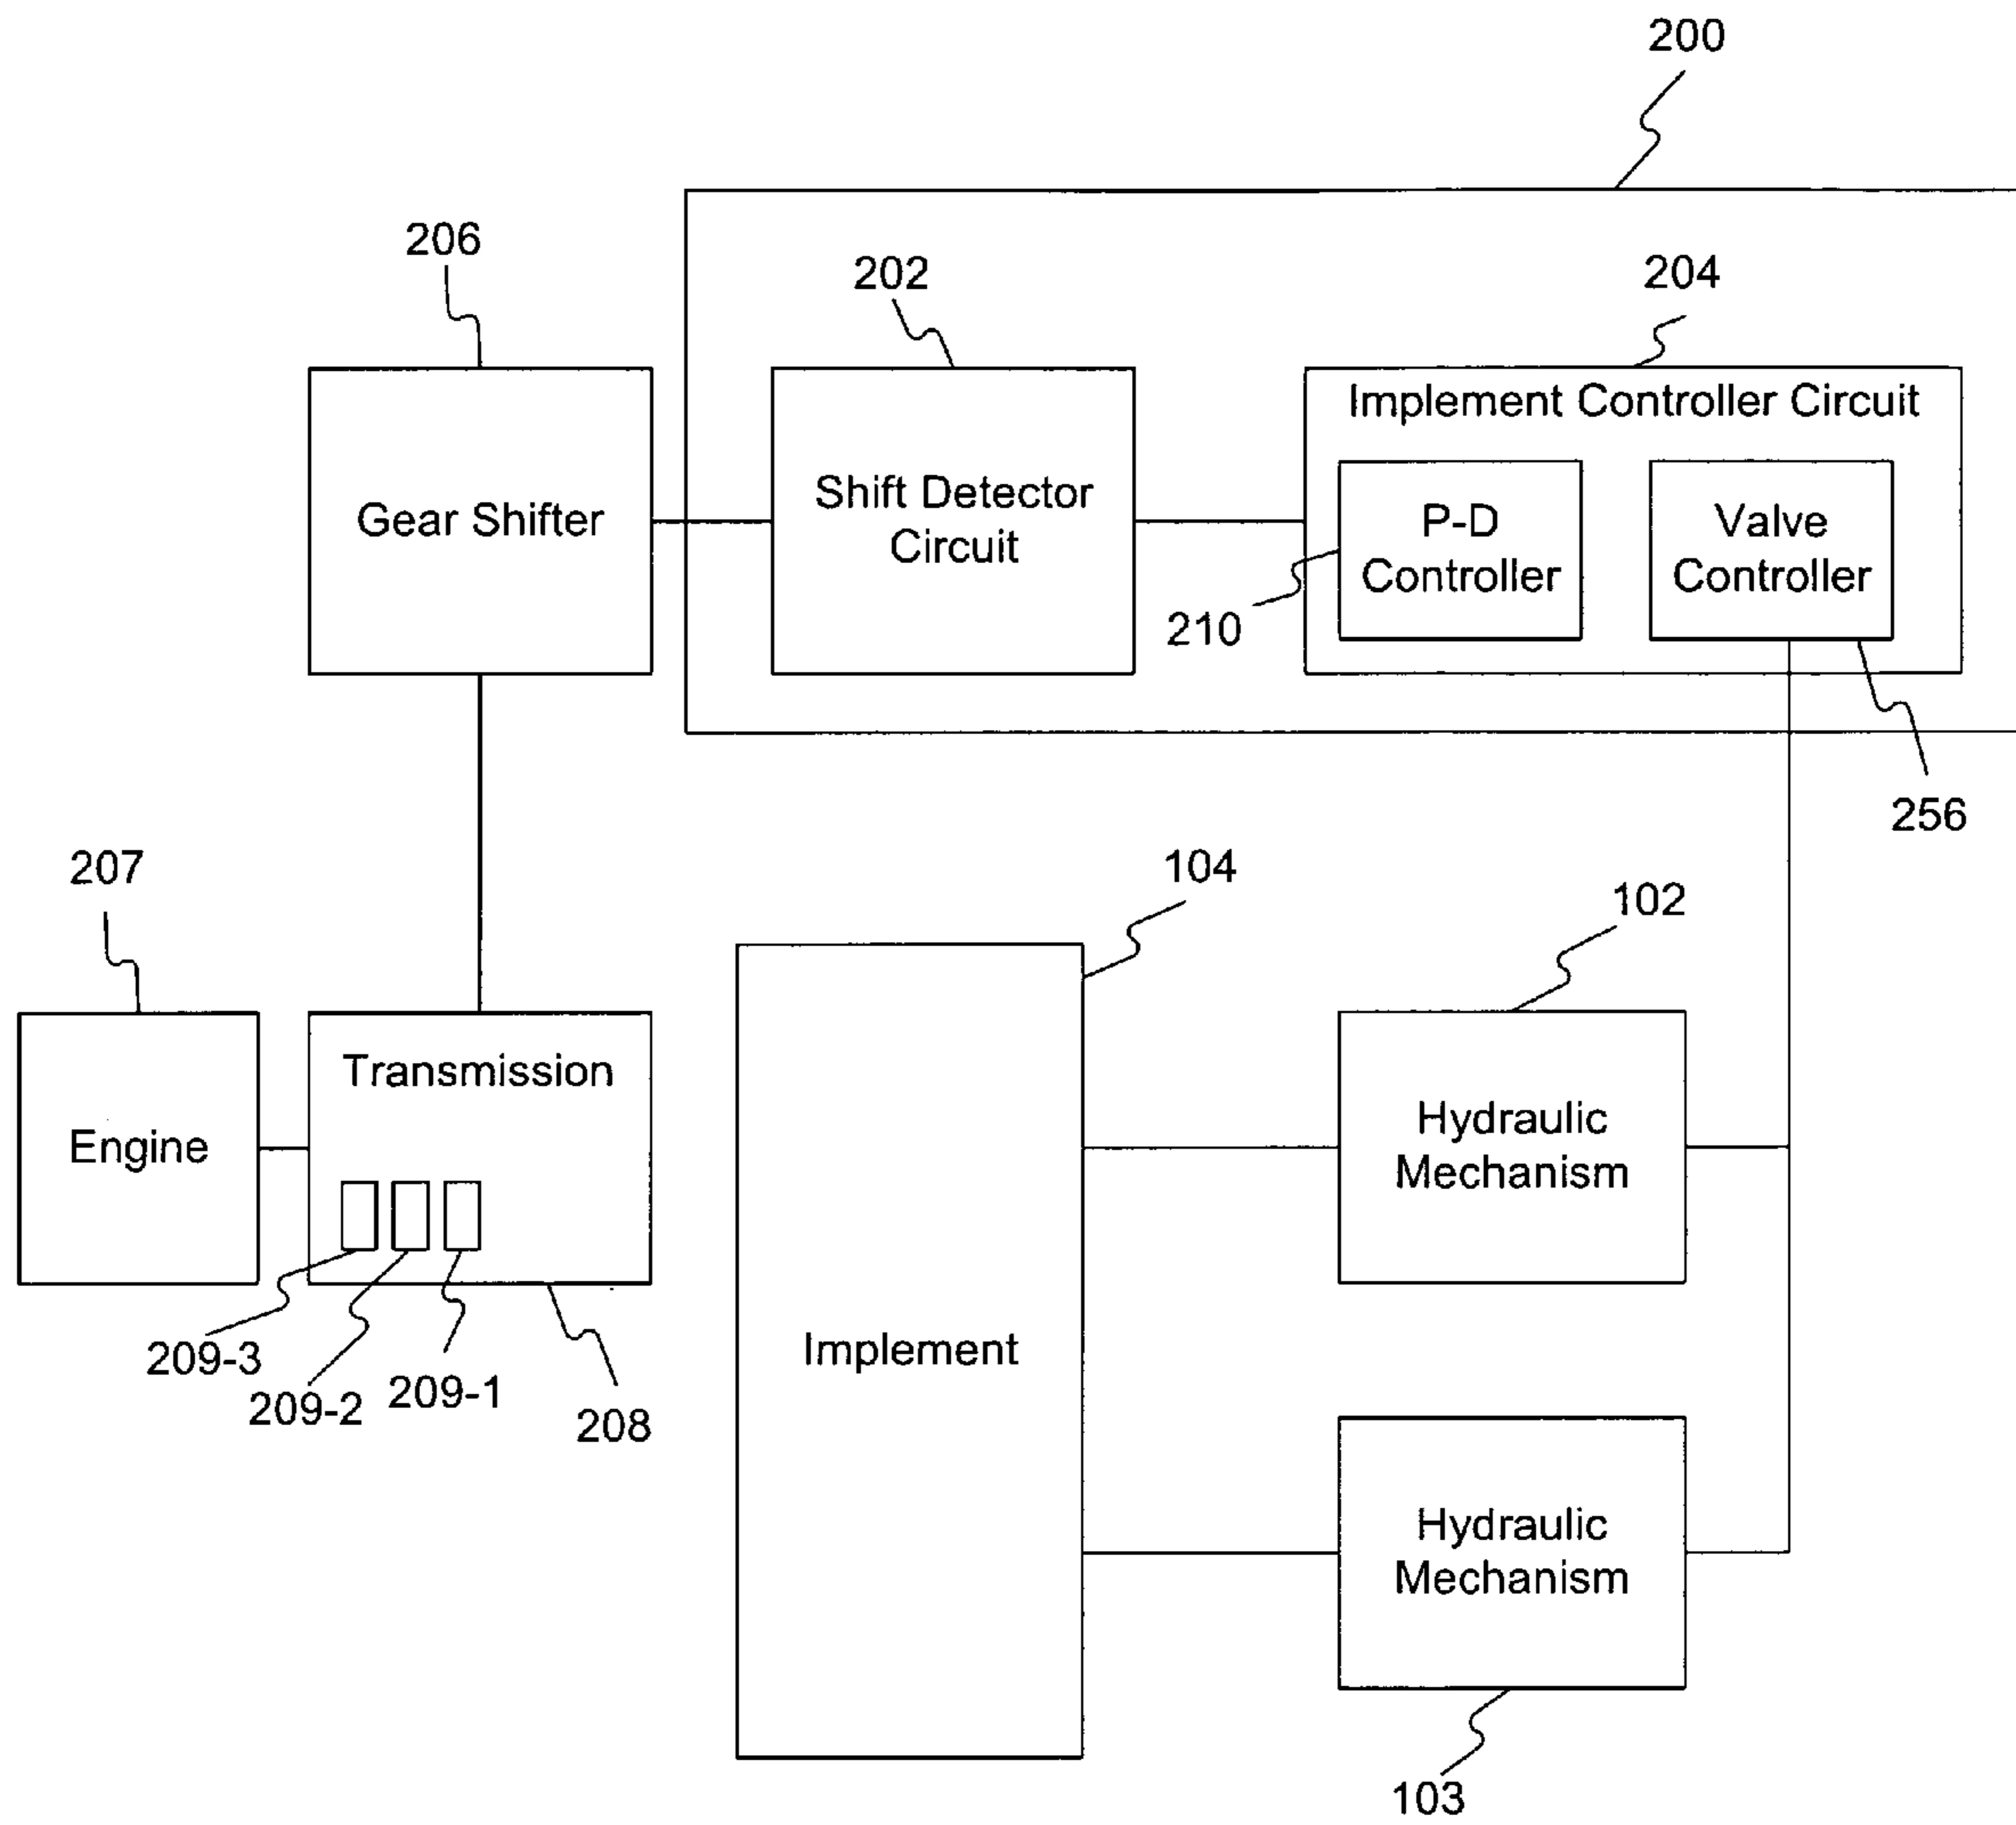 200
206
202
204
Implement Controller Circuit
Gear Shifter
Shift Detector
Circuit
P-D
Controller
Valve
Controller
210
256
207
104
102
Transmission
Engine
Hydraulic
Mechanism
209-3
209-2
209-1
208
Implement
Hydraulic
Mechanism
103